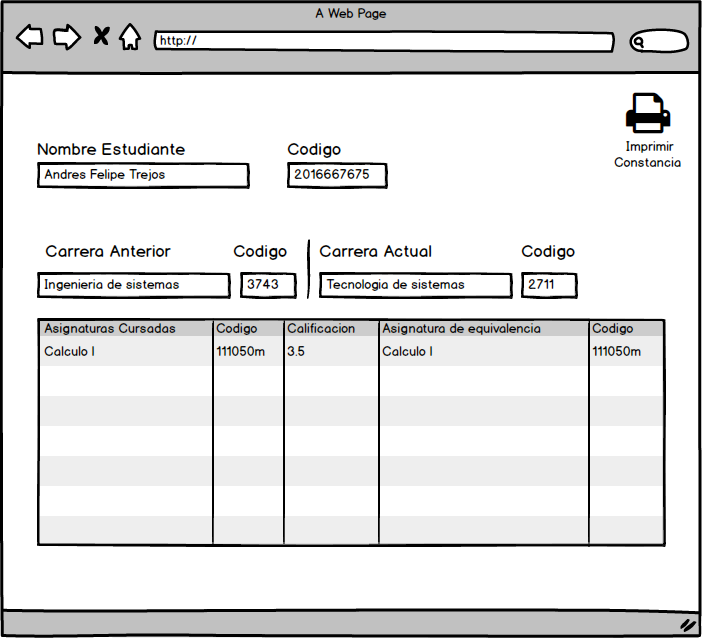 A Web Page
http://
Imprimir
Constancia
Nombre Estudiante Codigo
Andres Felipe Trejos 2016667675
Carrera Anterior Codigo Carrera Actual Codigo
Ingenieria de sistemas 3743 Tecnologia de sistemas 2711
Asignaturas Cursadas Codigo Calificacion Asignatura de equivalencia Codigo
Calculo I 111050m 3.5 Calculo I 111050m